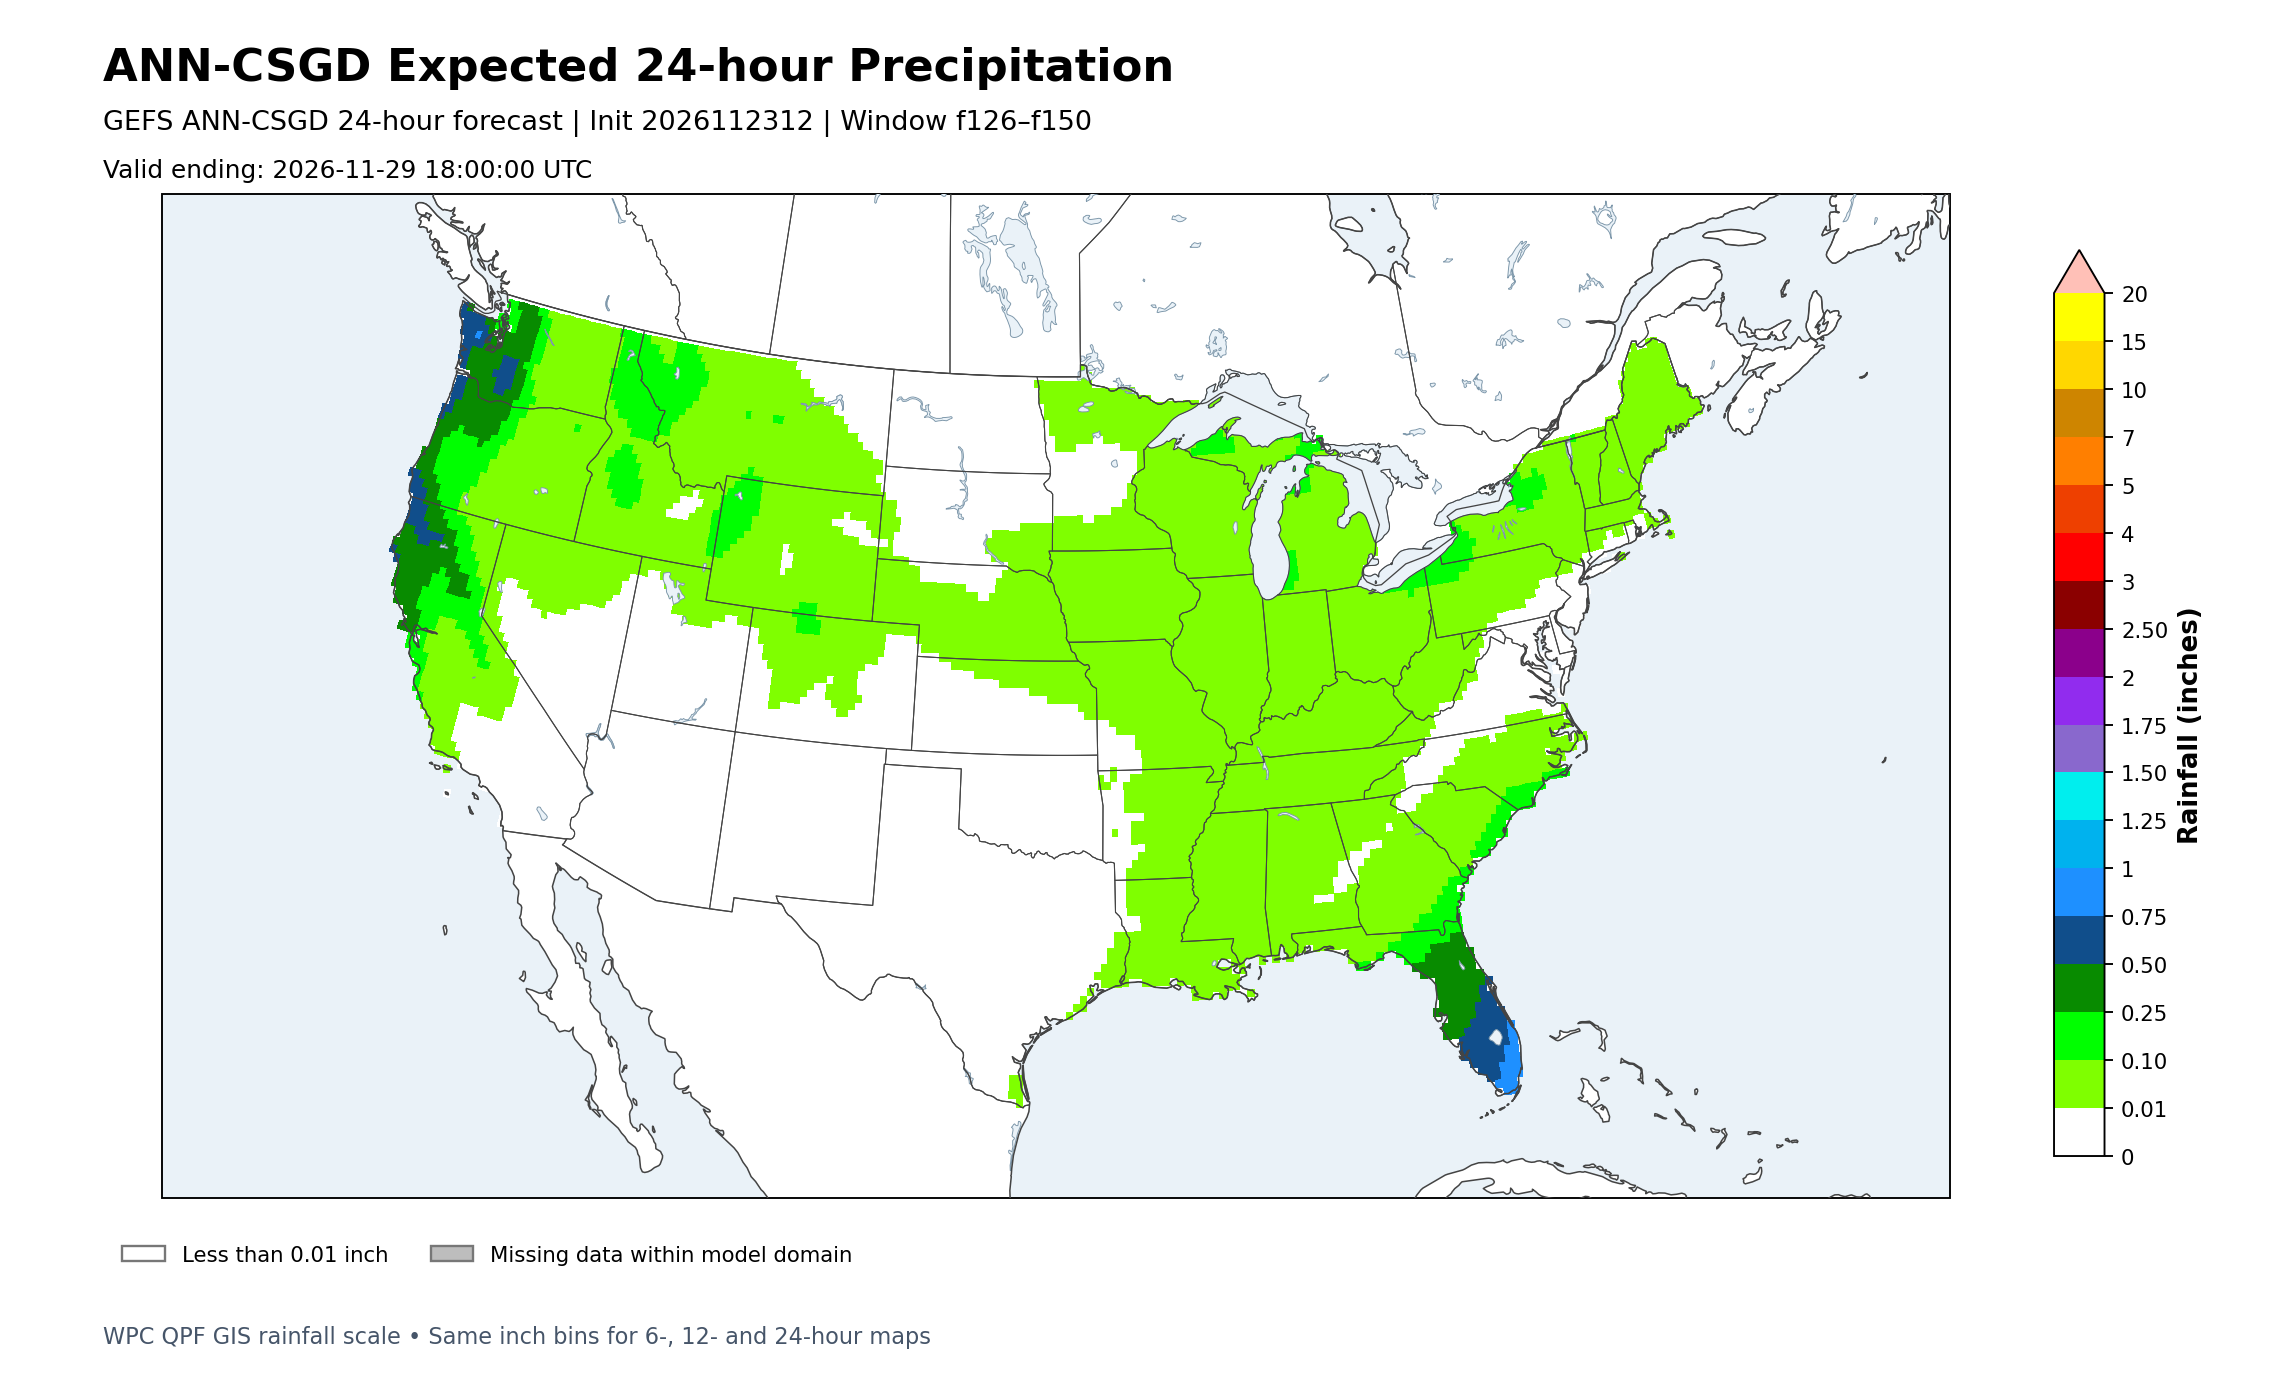 ANN-CSGD Expected 24-hour Precipitation
GEFS ANN-CSGD 24-hour forecast | Init 2026112312 | Window f126–f150
Valid ending: 2026-11-29 18:00:00 UTC
20
15
10
7
5
4
3
2.50
2
1.75
1.50
1.25
1
0.75
0.50
0.25
0.10
0.01
0
Rainfall (inches)
Less than 0.01 inch
Missing data within model domain
WPC QPF GIS rainfall scale • Same inch bins for 6-, 12- and 24-hour maps